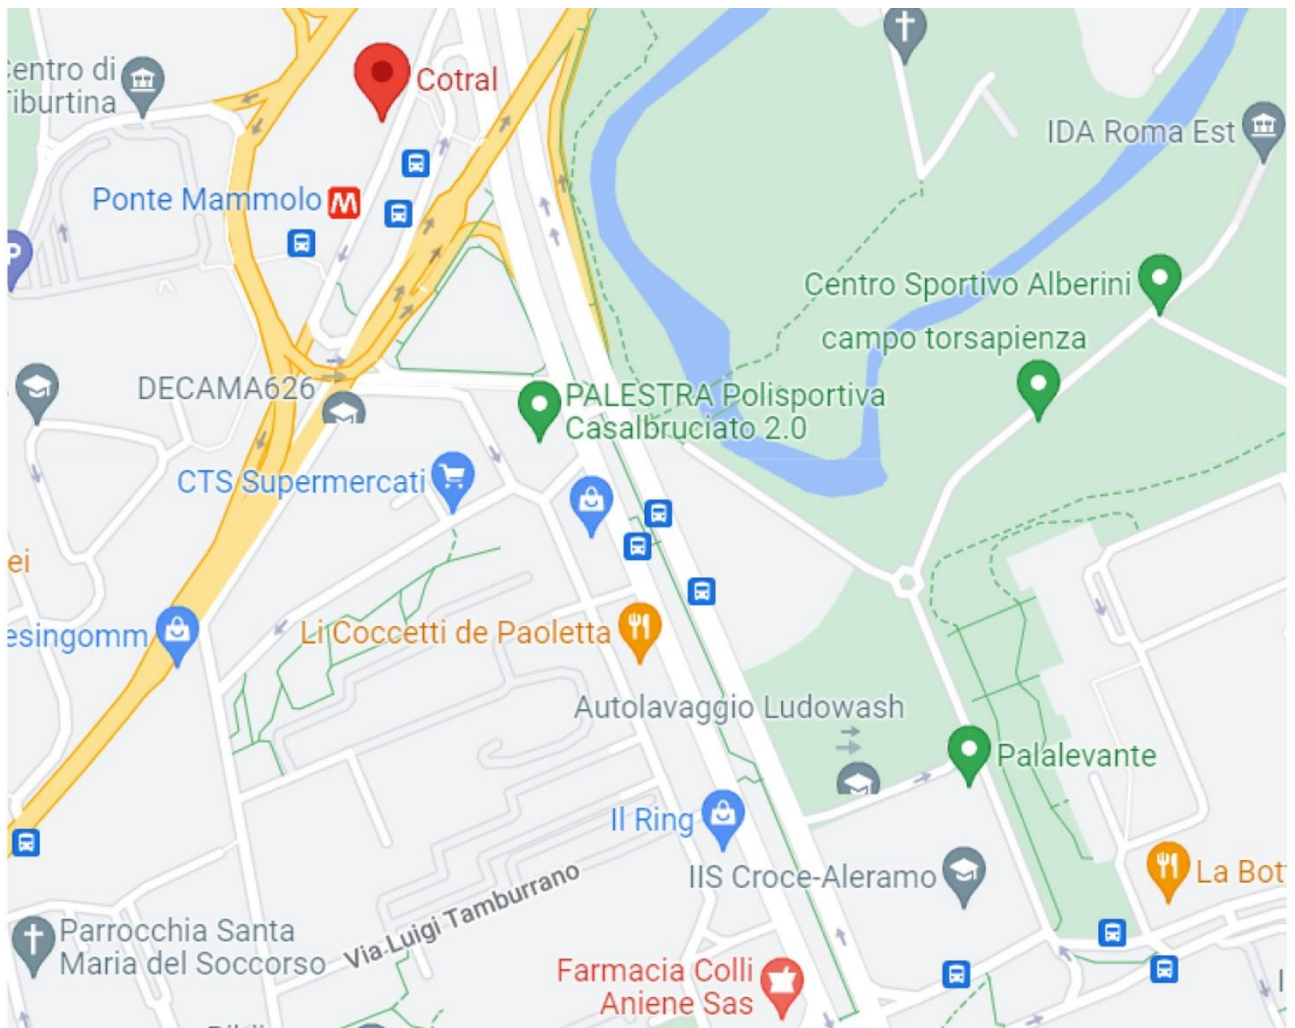 Cotral
entro di
iburtina
IDA Roma Est
Ponte Mammolo
M
P
Centro Sportivo Alberini
campo torsapienza
DECAMA626
PALESTRA Polisportiva
Casalbruciato 2.0
CTS Supermercati
ei
esingomm
Li Coccetti de Paoletta
Autolavaggio Ludowash
Palalevante
Il Ring
IIS Croce-Aleramo
La Bot
Via Luigi Tamburrano
Parrocchia Santa
Maria del Soccorso
Farmacia Colli
Aniene Sas